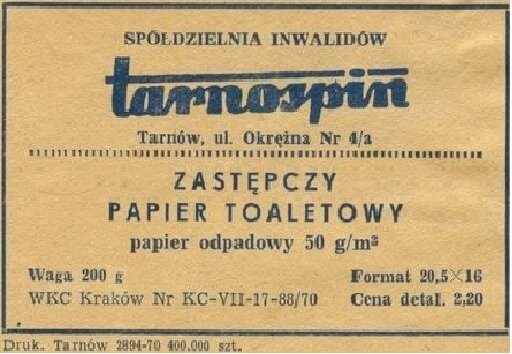 SPÓŁDZIELNIA INWALIDÓW
tarnospin
Tarnów, ul. Okrężna Nr 4/a
ZASTĘPCZY
PAPIER TOALETOWY
papier odpadowy 50 g/m²
Waga 200 g
Format 20,5×16
WKC Kraków Nr KC-VII-17-88/70
Cena detal. 2,20
Druk. Tarnów 2894-70 400.000 szt.